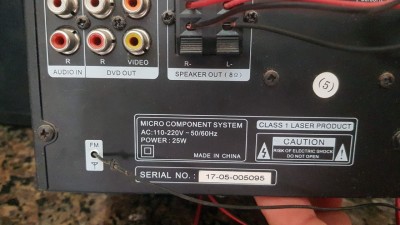 R
R
VIDEO
AUDIO IN
DVD OUT
R-
L-
SPEAKER OUT (8Ω)
(5)
MICRO COMPONENT SYSTEM
AC:110-220V ~ 50/60Hz
POWER : 25W
MADE IN CHINA
CLASS 1 LASER PRODUCT
CAUTION
RISK OF ELECTRIC SHOCK
DO NOT OPEN
FM
SERIAL NO. : 17-05-005095